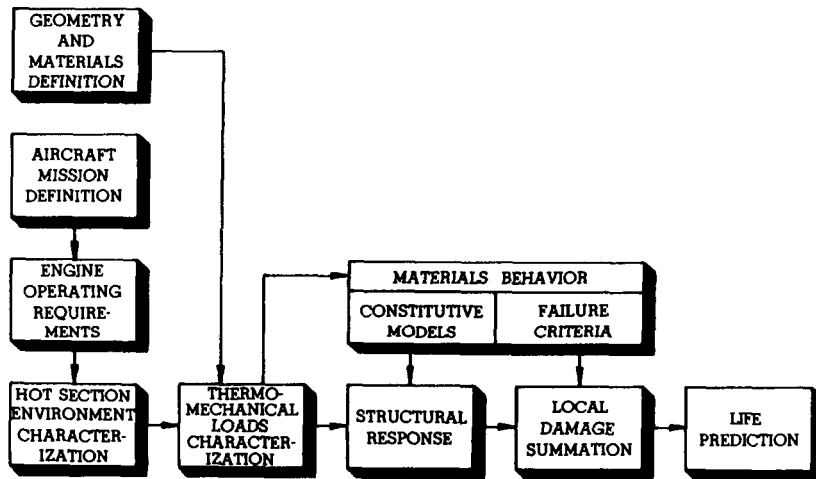 GEOMETRY
AND
MATERIALS
DEFINITION
AIRCRAFT
MISSION
DEFINITION
ENGINE
OPERATING
REQUIRE-
MENTS
MATERIALS BEHAVIOR
CONSTITUTIVE
MODELS
FAILURE
CRITERIA
HOT SECTION
ENVIRONMENT
CHARACTER-
IZATION
THERMO-
MECHANICAL
LOADS
CHARACTER-
IZATION
STRUCTURAL
RESPONSE
LOCAL
DAMAGE
SUMMATION
LIFE
PREDICTION